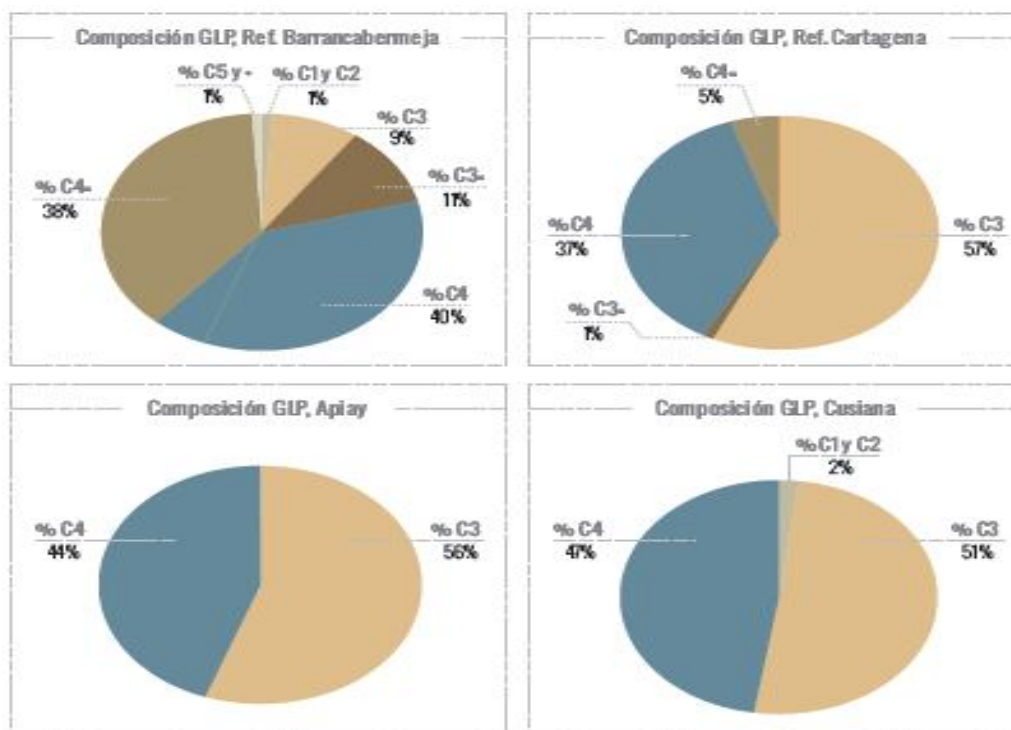 Composición GLP, Ref. Barrancabermeja
% C5 y -
1%
% C1 y C2
1%
% C3
9%
% C3=
11%
% C4=
38%
% C4
40%
Composición GLP, Ref. Cartagena
% C4=
5%
% C4
37%
% C3
57%
% C3=
1%
Composición GLP, Apiay
% C4
44%
% C3
56%
Composición GLP, Cusiana
% C1 y C2
2%
% C4
47%
% C3
51%